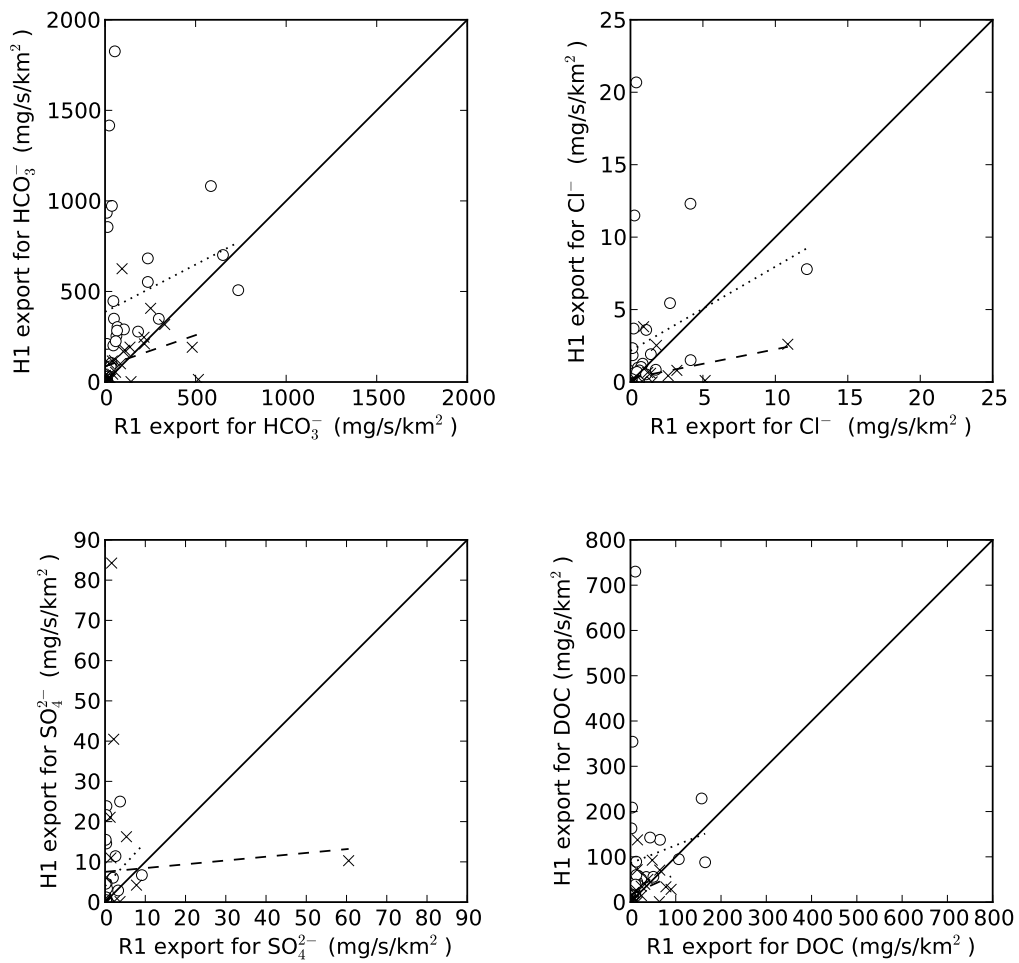 2000
1500
1000
500
0
0 500 1000 1500 2000
H1 export for HCO₃⁻ (mg/s/km²)
R1 export for HCO₃⁻ (mg/s/km²)
25
20
15
10
5
0
0 5 10 15 20 25
H1 export for Cl⁻ (mg/s/km²)
R1 export for Cl⁻ (mg/s/km²)
90
80
70
60
50
40
30
20
10
0
0 10 20 30 40 50 60 70 80 90
H1 export for SO₄²⁻ (mg/s/km²)
R1 export for SO₄²⁻ (mg/s/km²)
800
700
600
500
400
300
200
100
0
0 100 200 300 400 500 600 700 800
H1 export for DOC (mg/s/km²)
R1 export for DOC (mg/s/km²)